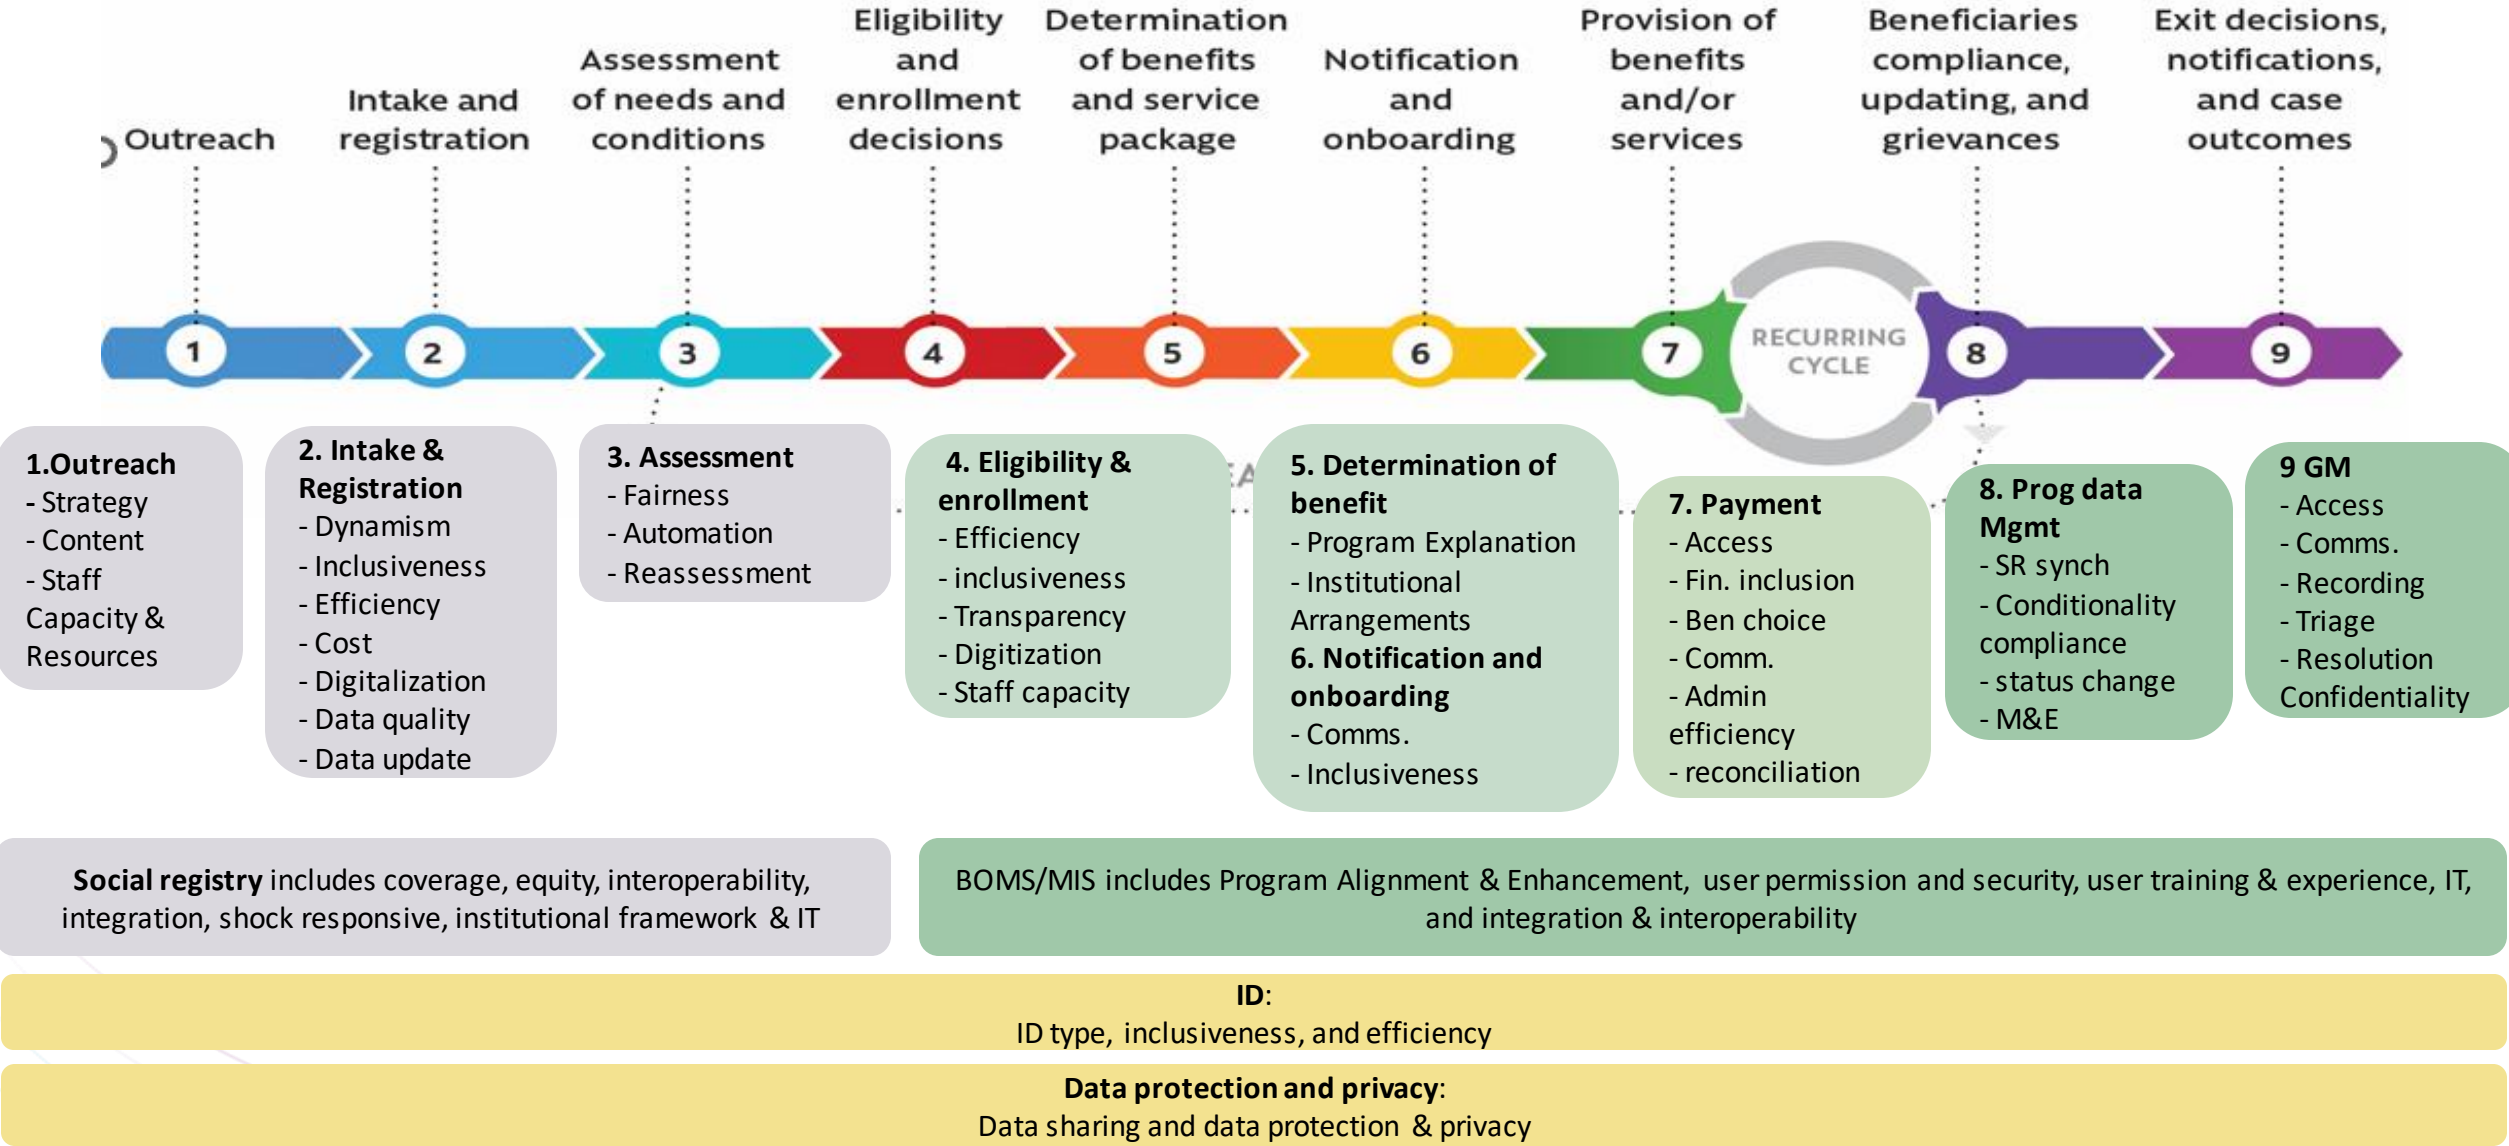 Outreach
Intake and
registration
Assessment
of needs and
conditions
Eligibility
and
enrollment
decisions
Determination
of benefits
and service
package
Notification
and
onboarding
Provision of
benefits
and/or
services
Beneficiaries
compliance,
updating, and
grievances
Exit decisions,
notifications,
and case
outcomes
1
2
3
4
5
6
7
RECURRING
CYCLE
8
9
1.Outreach
- Strategy
- Content
- Staff
Capacity &
Resources
2. Intake &
Registration
- Dynamism
- Inclusiveness
- Efficiency
- Cost
- Digitalization
- Data quality
- Data update
3. Assessment
- Fairness
- Automation
- Reassessment
4. Eligibility &
enrollment
- Efficiency
- inclusiveness
- Transparency
- Digitization
- Staff capacity
5. Determination of
benefit
- Program Explanation
- Institutional
Arrangements
6. Notification and
onboarding
- Comms.
- Inclusiveness
7. Payment
- Access
- Fin. inclusion
- Ben choice
- Comm.
- Admin
efficiency
- reconciliation
8. Prog data
Mgmt
- SR synch
- Conditionality
compliance
- status change
- M&E
9 GM
- Access
- Comms.
- Recording
- Triage
- Resolution
Confidentiality
Social registry includes coverage, equity, interoperability,
integration, shock responsive, institutional framework & IT
BOMS/MIS includes Program Alignment & Enhancement, user permission and security, user training & experience, IT,
and integration & interoperability
ID:
ID type, inclusiveness, and efficiency
Data protection and privacy:
Data sharing and data protection & privacy